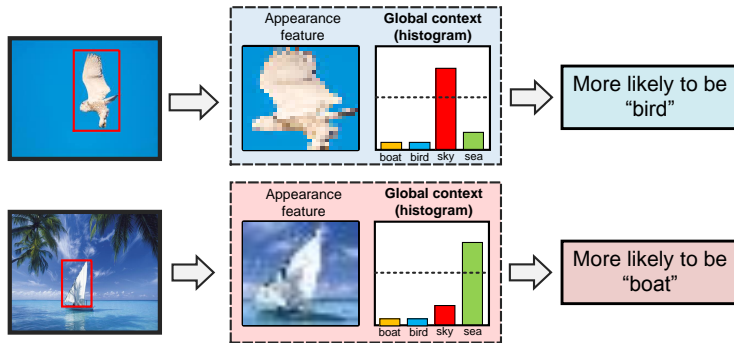 Appearance
feature
Global context
(histogram)
boat bird sky sea
More likely to be
“bird”
Appearance
feature
Global context
(histogram)
boat bird sky sea
More likely to be
“boat”